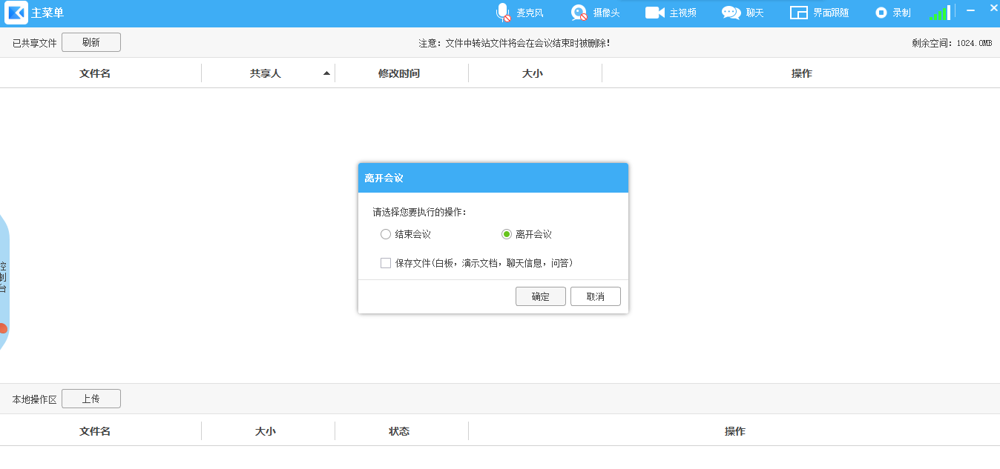 主菜单 麦克风 摄像头 主视频 聊天 界面跟随 录制
已共享文件 刷新 注意：文件中转站文件将会在会议结束时被删除！ 剩余空间：1024.0MB
文件名 共享人 修改时间 大小 操作
离开会议
请选择您要执行的操作：
结束会议 离开会议
保存文件(白板，演示文档，聊天信息，问答)
确定 取消
控
制
台
本地操作区 上传
文件名 大小 状态 操作